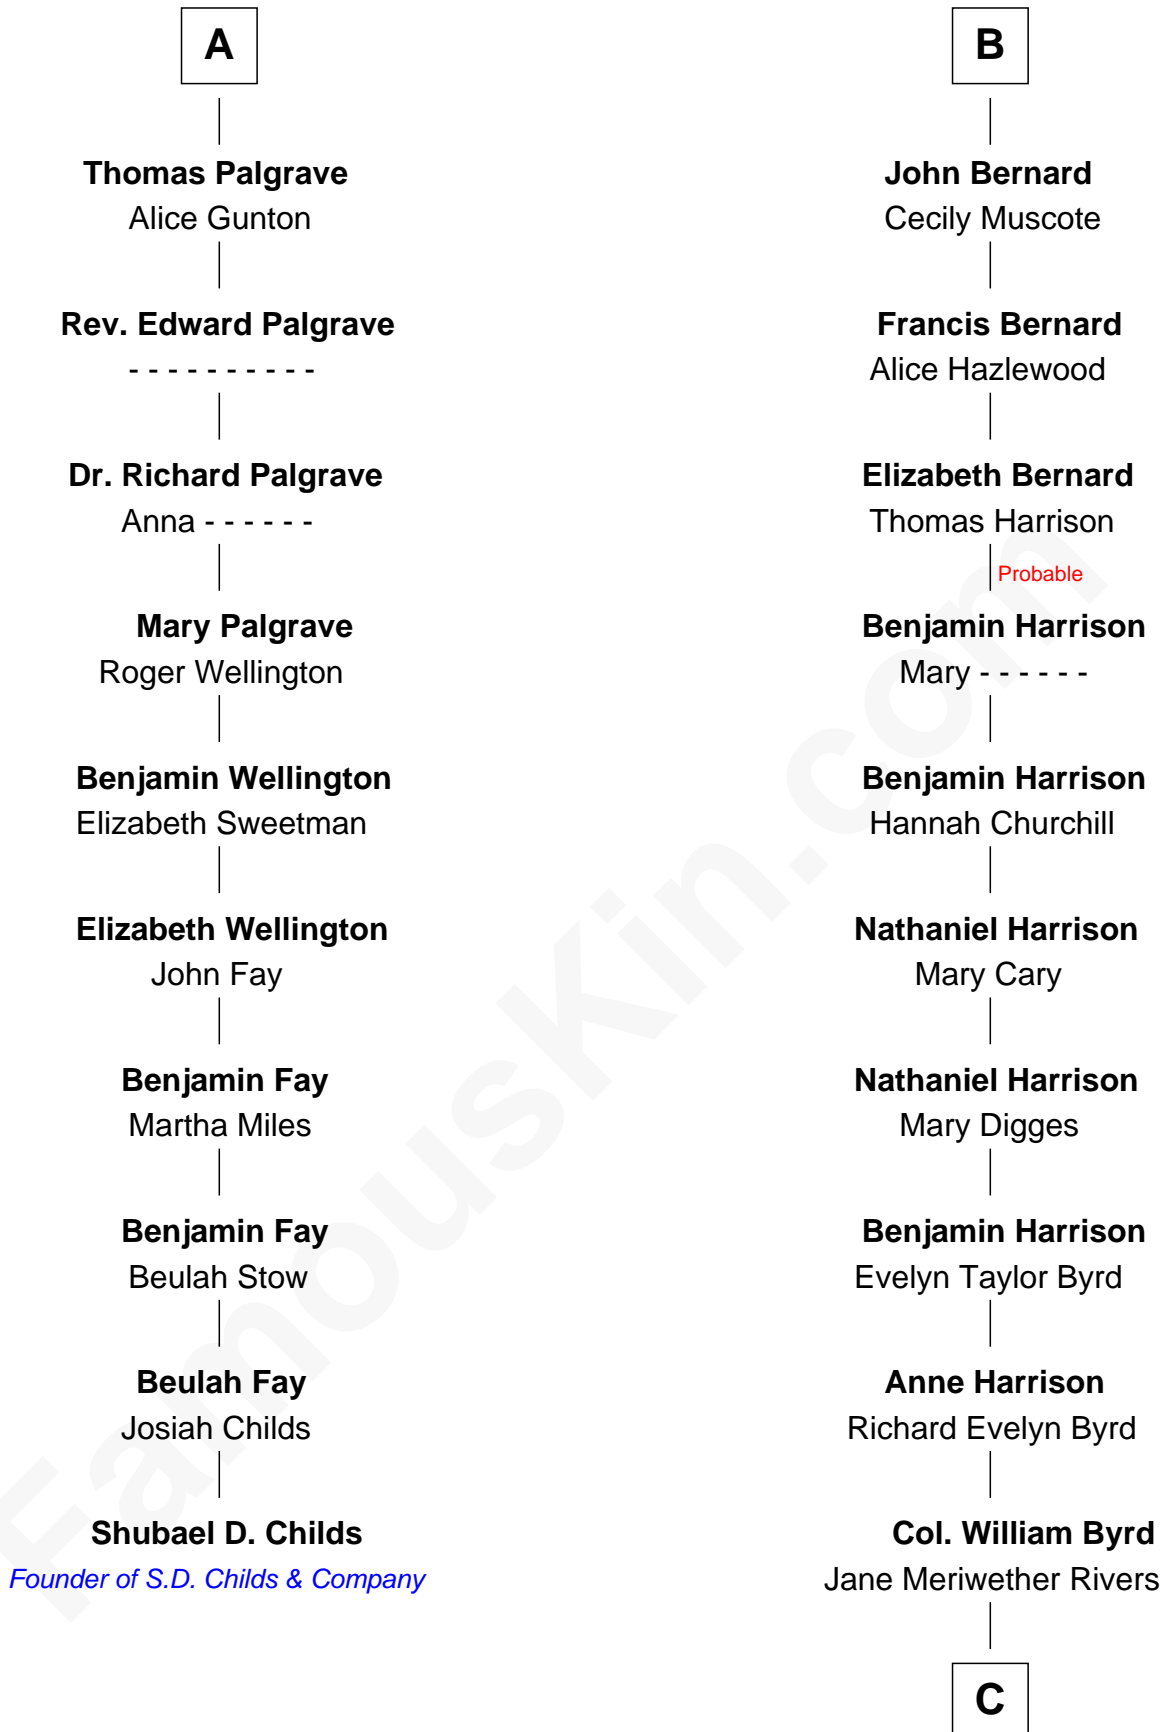 A
Thomas Palgrave
Alice Gunton
Rev. Edward Palgrave
- - - - - - - - - -
Dr. Richard Palgrave
Anna - - - - - -
Mary Palgrave
Roger Wellington
Benjamin Wellington
Elizabeth Sweetman
Elizabeth Wellington
John Fay
Benjamin Fay
Martha Miles
Benjamin Fay
Beulah Stow
Beulah Fay
Josiah Childs
Shubael D. Childs
Founder of S.D. Childs & Company
B
John Bernard
Cecily Muscote
Francis Bernard
Alice Hazlewood
Elizabeth Bernard
Thomas Harrison
Probable
Benjamin Harrison
Mary - - - - - -
Benjamin Harrison
Hannah Churchill
Nathaniel Harrison
Mary Cary
Nathaniel Harrison
Mary Digges
Benjamin Harrison
Evelyn Taylor Byrd
Anne Harrison
Richard Evelyn Byrd
Col. William Byrd
Jane Meriwether Rivers
C
FamousKin.com